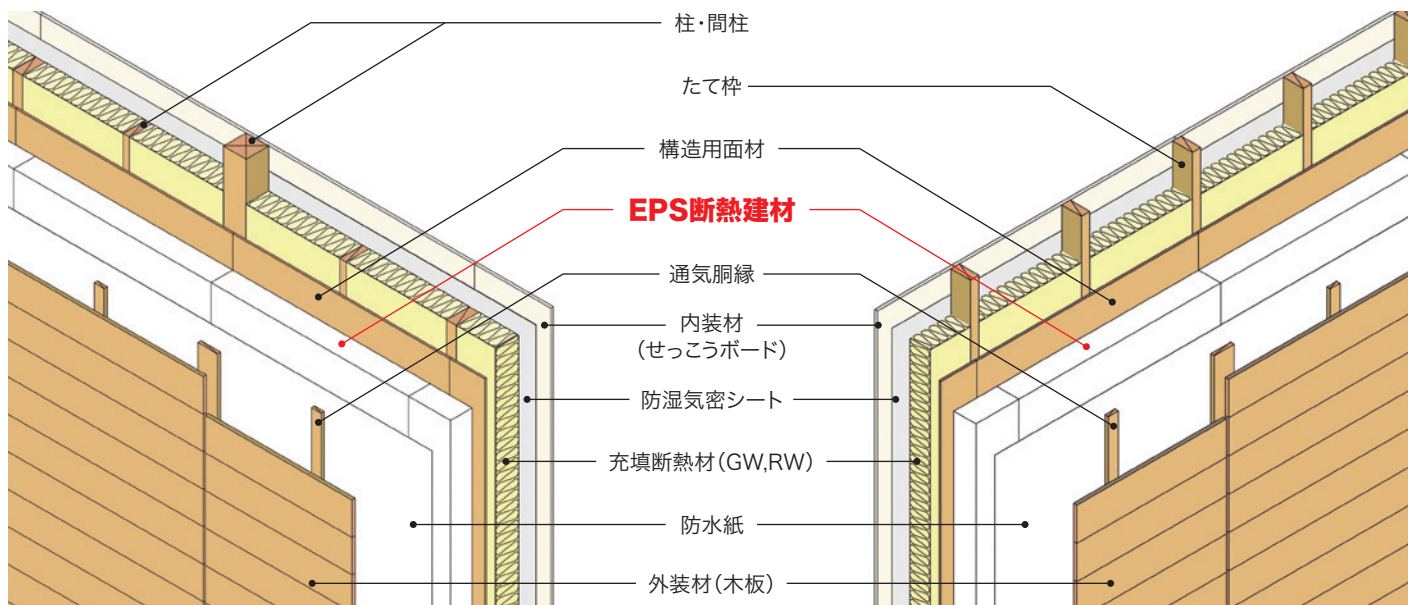 柱・間柱
たて枠
構造用面材
EPS断熱建材
通気胴縁
内装材
(せっこうボード)
防湿気密シート
充填断熱材(GW,RW)
防水紙
外装材(木板)